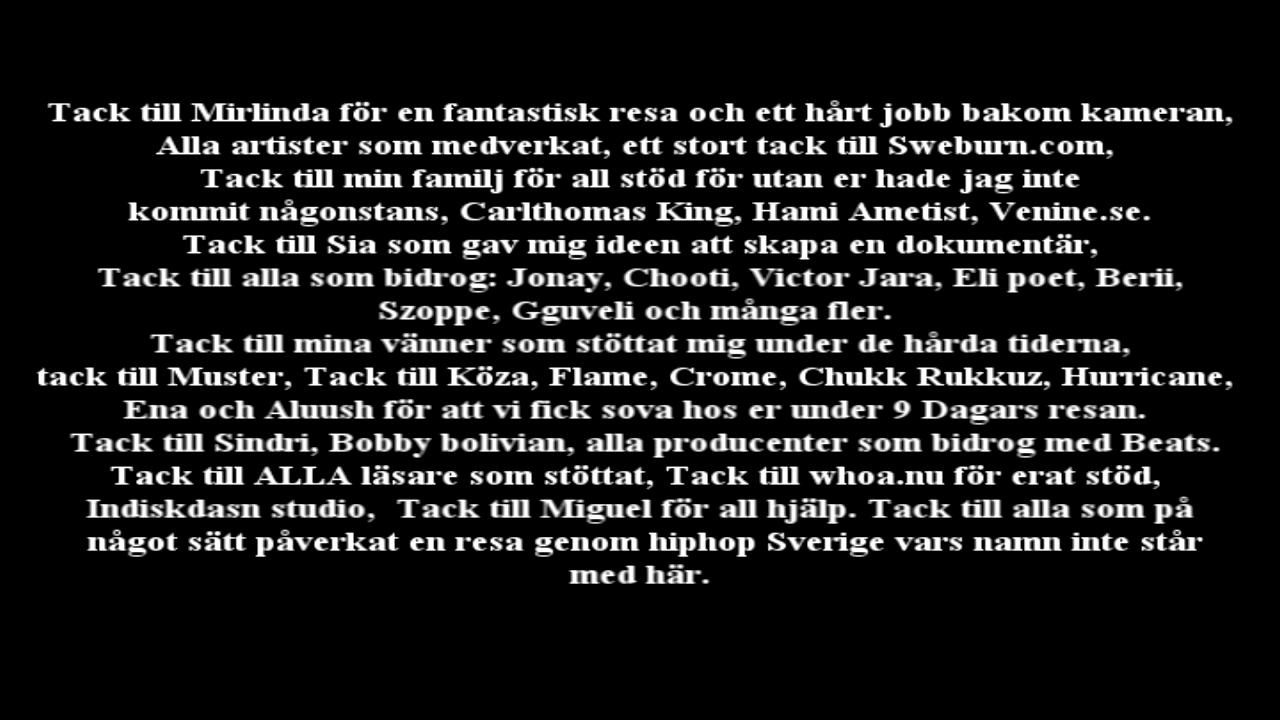 Tack till Mirlinda för en fantastisk resa och ett hårt jobb bakom kameran,
Alla artister som medverkat, ett stort tack till Sweburn.com,
Tack till min familj för all stöd för utan er hade jag inte
kommit någonstans, Carlthomas King, Hami Ametist, Venine.se.
Tack till Sia som gav mig ideen att skapa en dokumentär,
Tack till alla som bidrog: Jonay, Chooti, Victor Jara, Eli poet, Berii,
Szoppe, Gguveli och många fler.
Tack till mina vänner som stöttat mig under de hårda tiderna,
tack till Muster, Tack till Köza, Flame, Crome, Chukk Rukkuz, Hurricane,
Ena och Aluush för att vi fick sova hos er under 9 Dagars resan.
Tack till Sindri, Bobby bolivian, alla producenter som bidrog med Beats.
Tack till ALLA läsare som stöttat, Tack till whoa.nu för erat stöd,
Indiskdasn studio,  Tack till Miguel för all hjälp. Tack till alla som på
något sätt påverkat en resa genom hiphop Sverige vars namn inte står
med här.